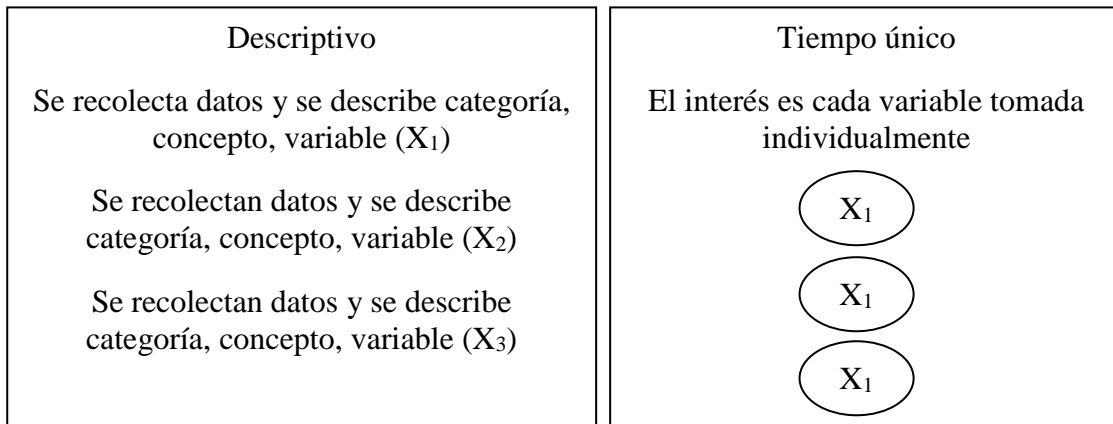 Descriptivo
Se recolecta datos y se describe categoría,
concepto, variable (X₁)
Se recolectan datos y se describe
categoría, concepto, variable (X₂)
Se recolectan datos y se describe
categoría, concepto, variable (X₃)
Tiempo único
El interés es cada variable tomada
individualmente
X₁
X₁
X₁